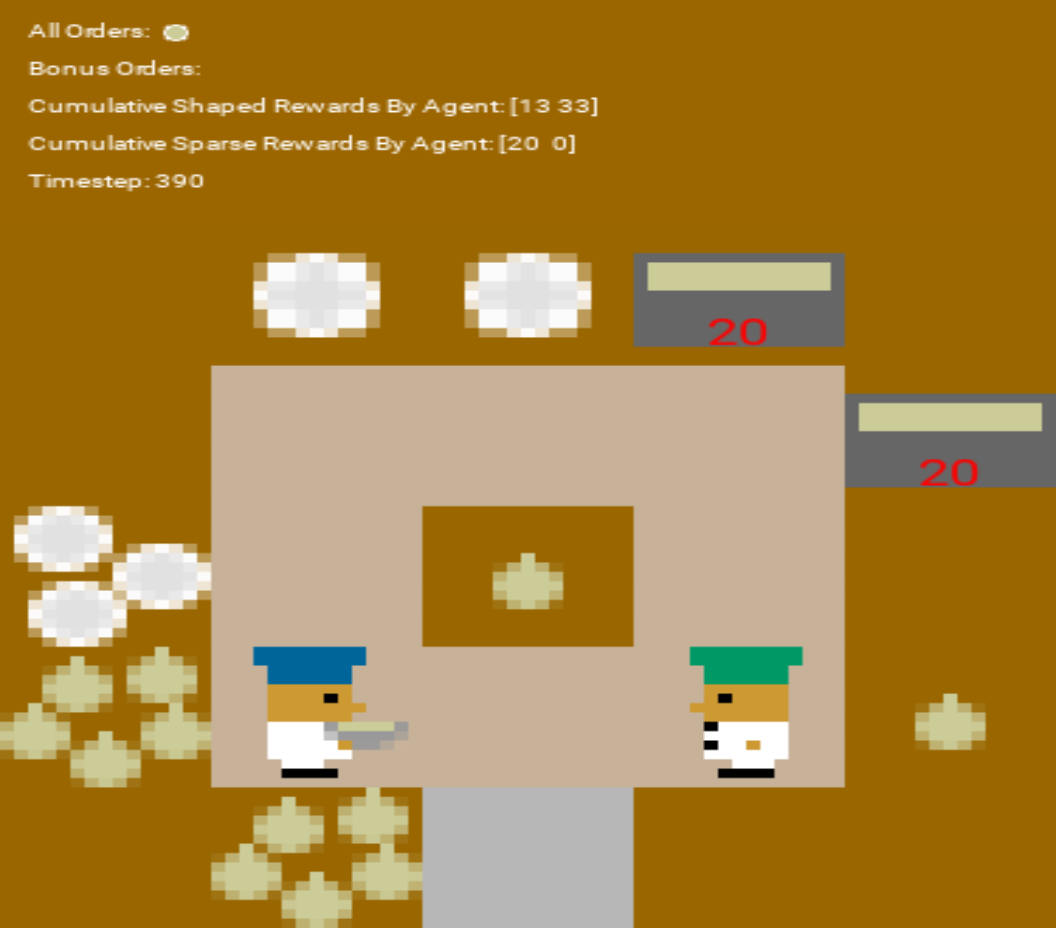 All Orders:
Bonus Orders:
Cumulative Shaped Rewards By Agent: [13 33]
Cumulative Sparse Rewards By Agent: [20  0]
Timestep: 390
20
20